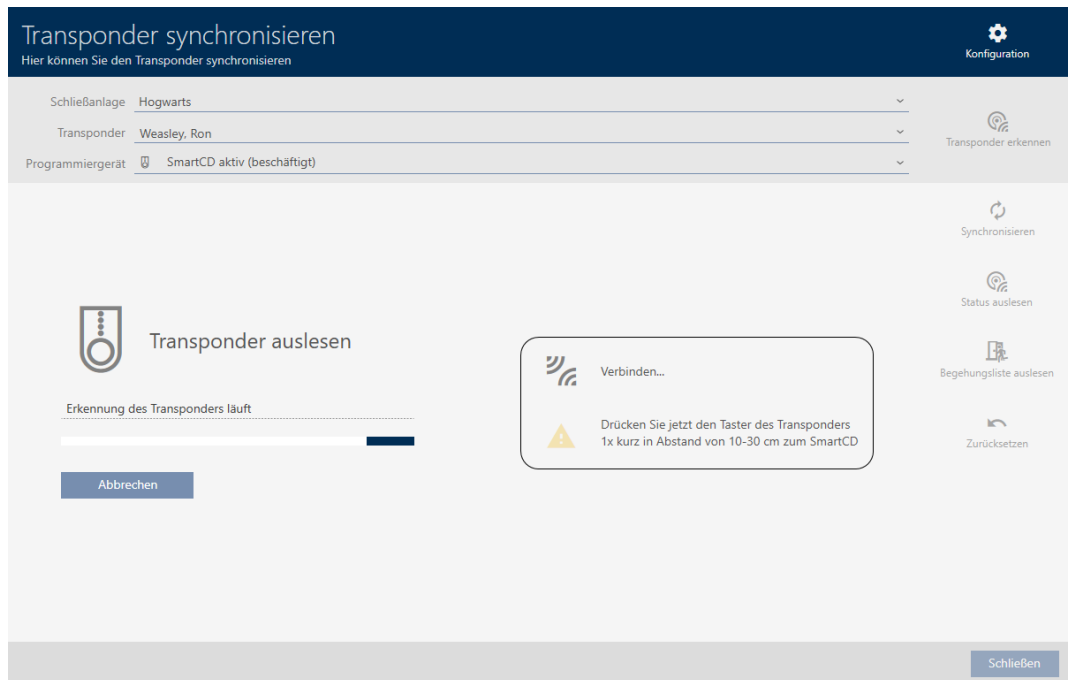 Transponder synchronisieren
Hier können Sie den Transponder synchronisieren
Konfiguration
Schließanlage Hogwarts
Transponder Weasley, Ron
Programmiergerät SmartCD aktiv (beschäftigt)
Transponder erkennen
Synchronisieren
Status auslesen
Begehungsliste auslesen
Zurücksetzen
Transponder auslesen
Erkennung des Transponders läuft
Abbrechen
Verbinden...
Drücken Sie jetzt den Taster des Transponders
1x kurz in Abstand von 10-30 cm zum SmartCD
Schließen